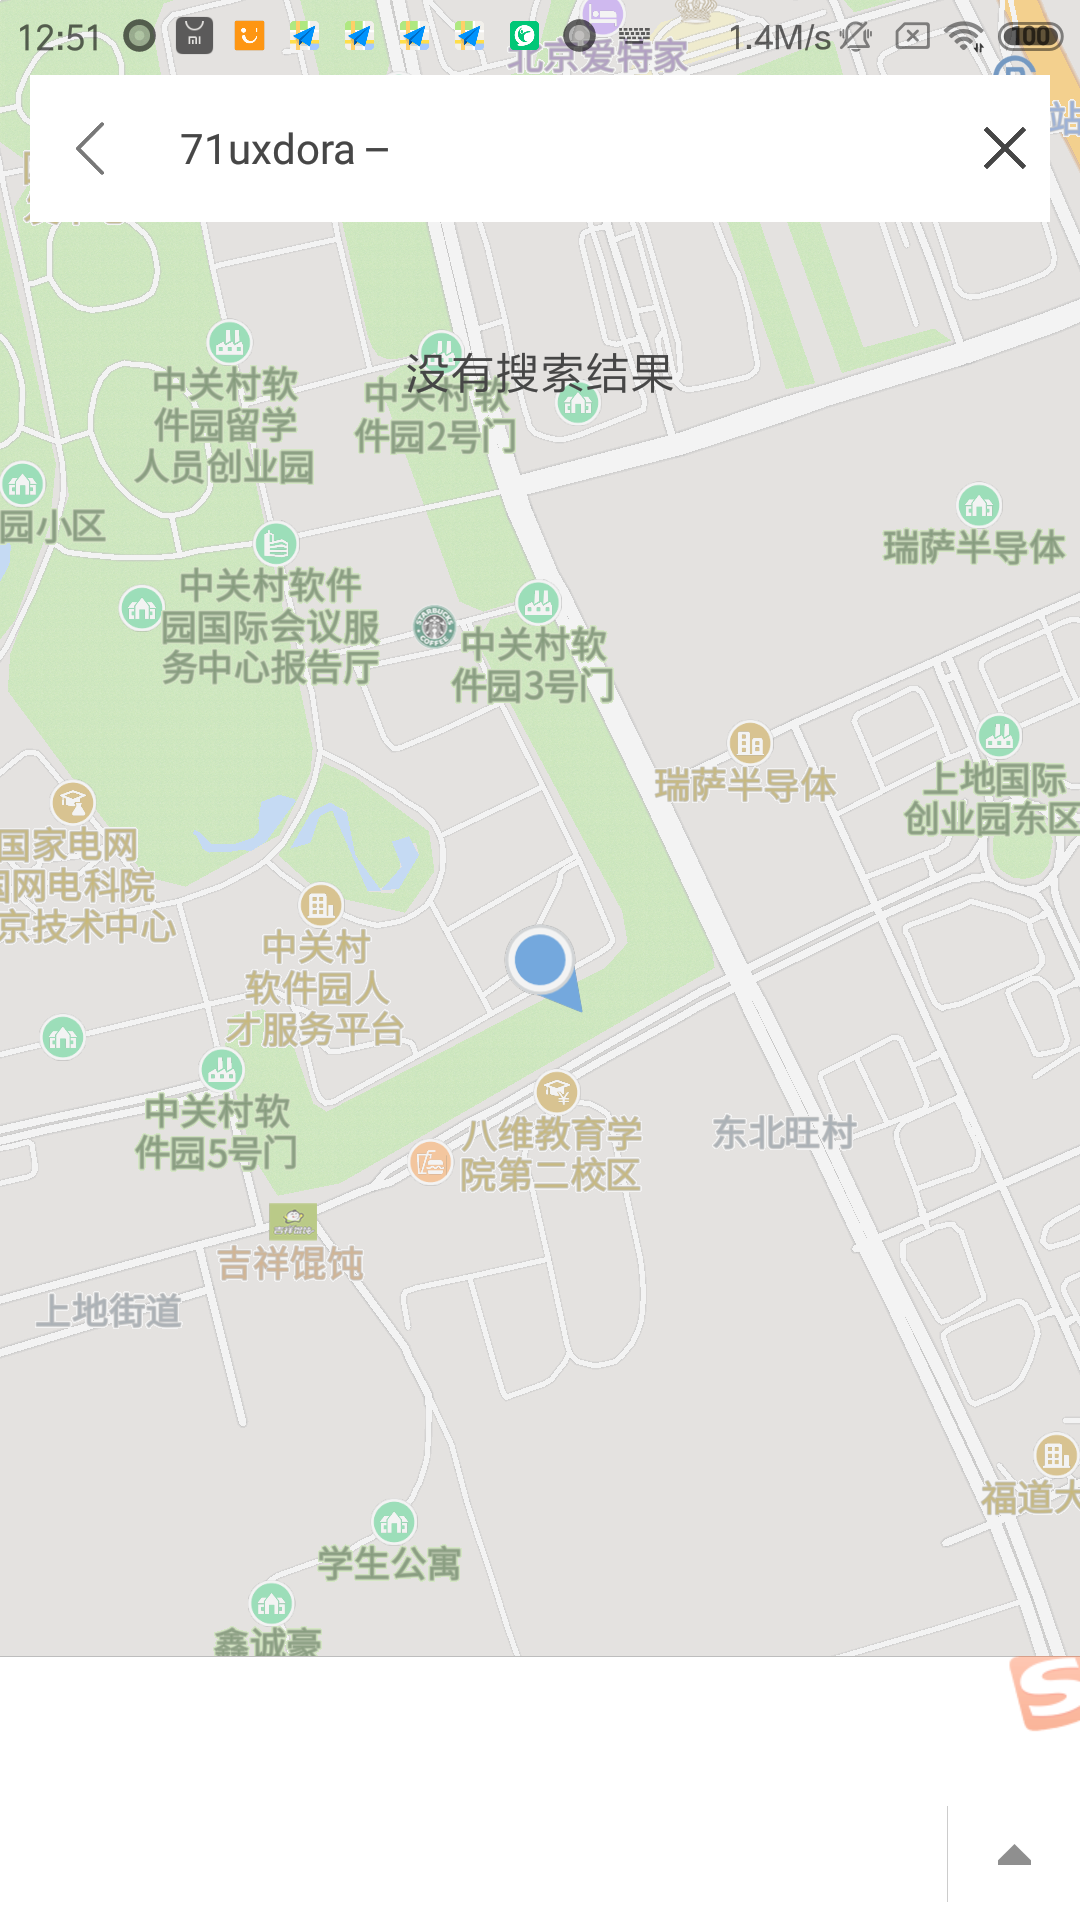 12:51
1.4M/s
100
北京爱特家
站
71uxdora –
没有搜索结果
中关村软
件园留学
人员创业园
中关村软
件园2号门
园小区
瑞萨半导体
中关村软件
园国际会议服
务中心报告厅
STARBUCKS
COFFEE
中关村软
件园3号门
瑞萨半导体
上地国际
创业园东区
国家电网
国网电科院
京技术中心
中关村
软件园人
才服务平台
中关村软
件园5号门
八维教育学
院第二校区
东北旺村
吉祥馄饨
吉祥馄饨
上地街道
福道大
学生公寓
鑫诚豪